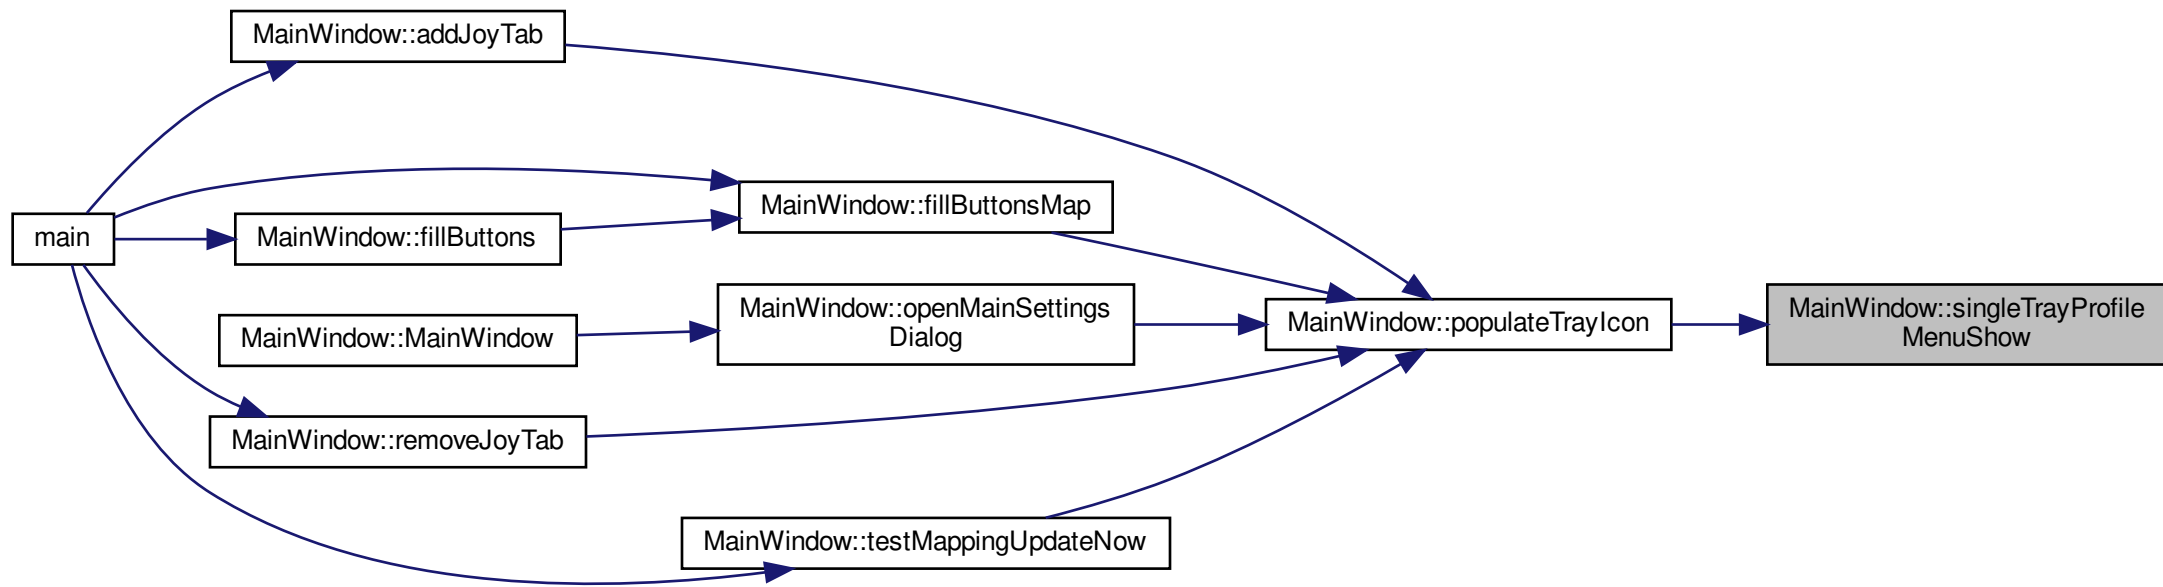 MainWindow::addJoyTab
MainWindow::fillButtonsMap
main
MainWindow::fillButtons
MainWindow::openMainSettings
Dialog
MainWindow::MainWindow
MainWindow::populateTrayIcon
MainWindow::singleTrayProfile
MenuShow
MainWindow::removeJoyTab
MainWindow::testMappingUpdateNow